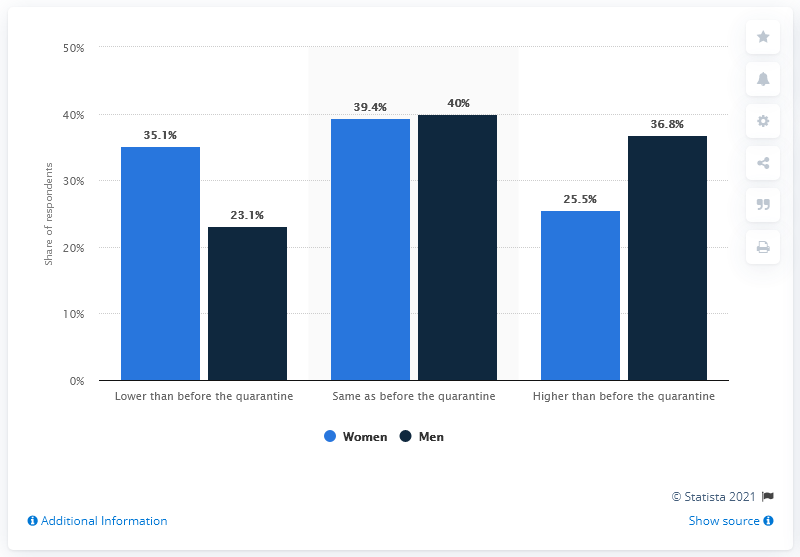 50%
40%
30%
20%
10%
0%
Share of respondents
35.1%
23.1%
39.4%
40%
25.5%
36.8%
Lower than before the quarantine
Same as before the quarantine
Higher than before the quarantine
Women
Men
© Statista 2021
Additional Information
Show source